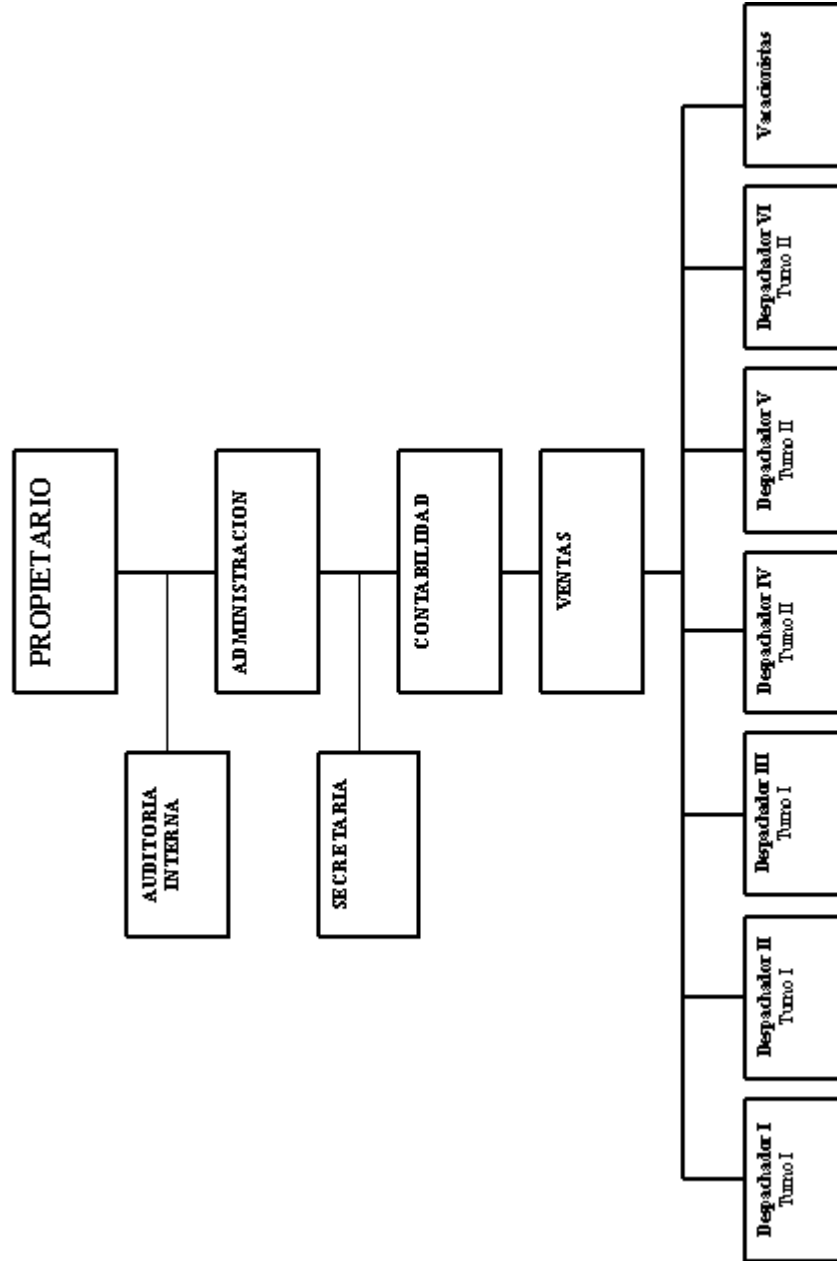 PROPIETARIO
AUDITORIA
INTERNA
ADMINISTRACION
SECRETARIA
CONTABILIDAD
VENTAS
Despachador I
Turno I
Despachador II
Turno I
Despachador III
Turno I
Despachador IV
Turno II
Despachador V
Turno II
Despachador VI
Turno II
Vacacionistas